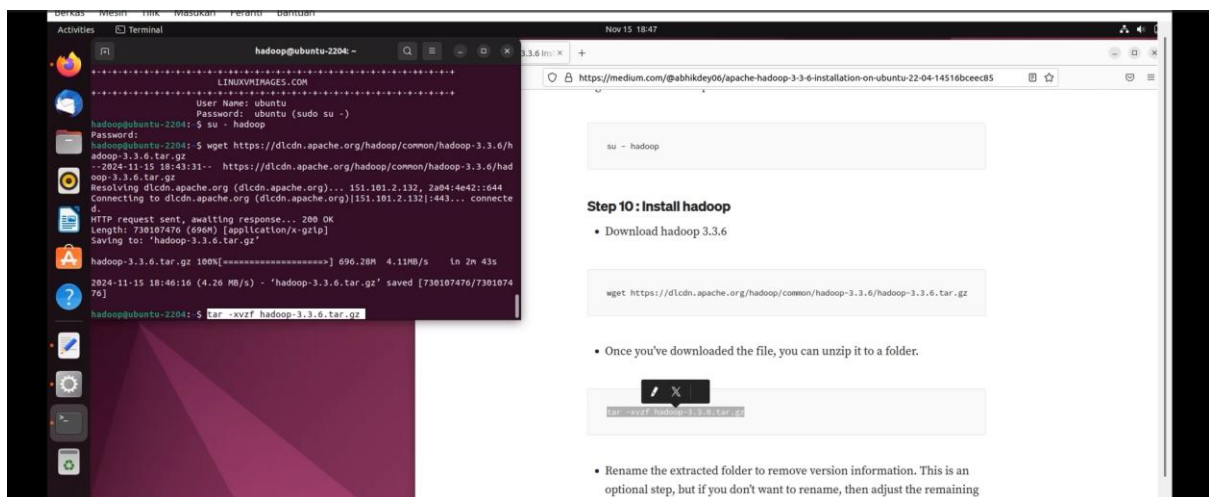 Berkas Mesin Tilik Masukan Peranti Bantuan
Activities Terminal Nov 15 18:47
hadoop@ubuntu-2204: ~
LINUXVMIMAGES.COM
User Name: ubuntu
Password: ubuntu (sudo su -)
hadoop@ubuntu-2204:~$ su - hadoop
Password:
hadoop@ubuntu-2204:~$ wget https://dlcdn.apache.org/hadoop/common/hadoop-3.3.6/h
adoop-3.3.6.tar.gz
--2024-11-15 18:43:31-- https://dlcdn.apache.org/hadoop/common/hadoop-3.3.6/had
oop-3.3.6.tar.gz
Resolving dlcdn.apache.org (dlcdn.apache.org)... 151.101.2.132, 2a04:4e42::644
Connecting to dlcdn.apache.org (dlcdn.apache.org)|151.101.2.132|:443... connecte
d.
HTTP request sent, awaiting response... 200 OK
Length: 730107476 (696M) [application/x-gzip]
Saving to: ‘hadoop-3.3.6.tar.gz’
hadoop-3.3.6.tar.gz 100%[===================>] 696.28M 4.11MB/s in 2m 43s
2024-11-15 18:46:16 (4.26 MB/s) - ‘hadoop-3.3.6.tar.gz’ saved [730107476/7301074
76]
hadoop@ubuntu-2204:~$ tar -xvzf hadoop-3.3.6.tar.gz
https://medium.com/@abhikdey06/apache-hadoop-3-3-6-installation-on-ubuntu-22-04-14516bceec85
su - hadoop
Step 10 : Install hadoop
• Download hadoop 3.3.6
wget https://dlcdn.apache.org/hadoop/common/hadoop-3.3.6/hadoop-3.3.6.tar.gz
• Once you've downloaded the file, you can unzip it to a folder.
tar -xvzf hadoop-3.3.6.tar.gz
• Rename the extracted folder to remove version information. This is an
optional step, but if you don't want to rename, then adjust the remaining